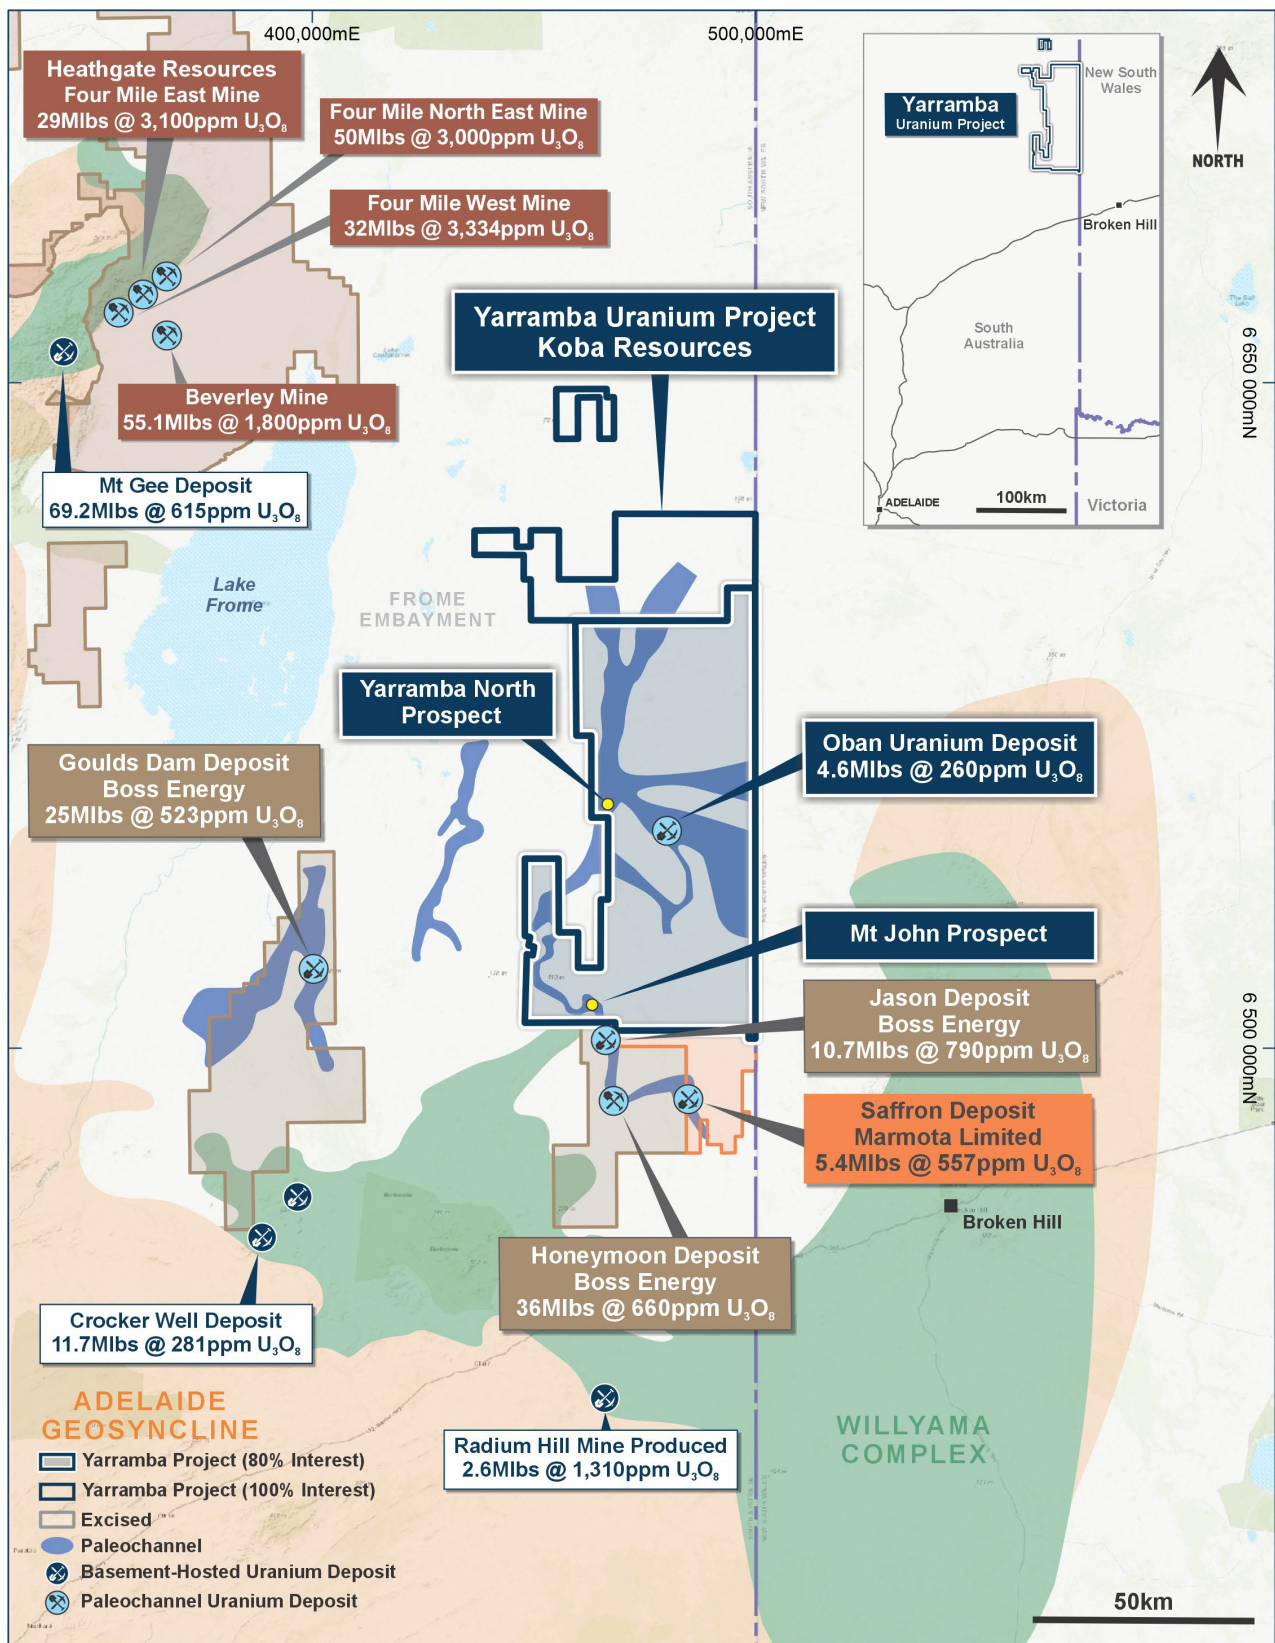 400,000mE
500,000mE
Heathgate Resources
Four Mile East Mine
29Mlbs @ 3,100ppm U₃O₈
Four Mile North East Mine
50Mlbs @ 3,000ppm U₃O₈
Four Mile West Mine
32Mlbs @ 3,334ppm U₃O₈
Yarramba
Uranium Project
New South
Wales
Broken Hill
South
Australia
ADELAIDE
100km
Victoria
NORTH
6 650 000mN
Yarramba Uranium Project
Koba Resources
Beverley Mine
55.1Mlbs @ 1,800ppm U₃O₈
Mt Gee Deposit
69.2Mlbs @ 615ppm U₃O₈
Lake
Frome
FROME
EMBAYMENT
Yarramba North
Prospect
Oban Uranium Deposit
4.6Mlbs @ 260ppm U₃O₈
Goulds Dam Deposit
Boss Energy
25Mlbs @ 523ppm U₃O₈
Mt John Prospect
Jason Deposit
Boss Energy
10.7Mlbs @ 790ppm U₃O₈
6 500 000mN
Saffron Deposit
Marmota Limited
5.4Mlbs @ 557ppm U₃O₈
Broken Hill
Honeymoon Deposit
Boss Energy
36Mlbs @ 660ppm U₃O₈
Crocker Well Deposit
11.7Mlbs @ 281ppm U₃O₈
Radium Hill Mine Produced
2.6Mlbs @ 1,310ppm U₃O₈
WILLYAMA
COMPLEX
ADELAIDE
GEOSYNCLINE
Yarramba Project (80% Interest)
Yarramba Project (100% Interest)
Excised
Paleochannel
Basement-Hosted Uranium Deposit
Paleochannel Uranium Deposit
50km